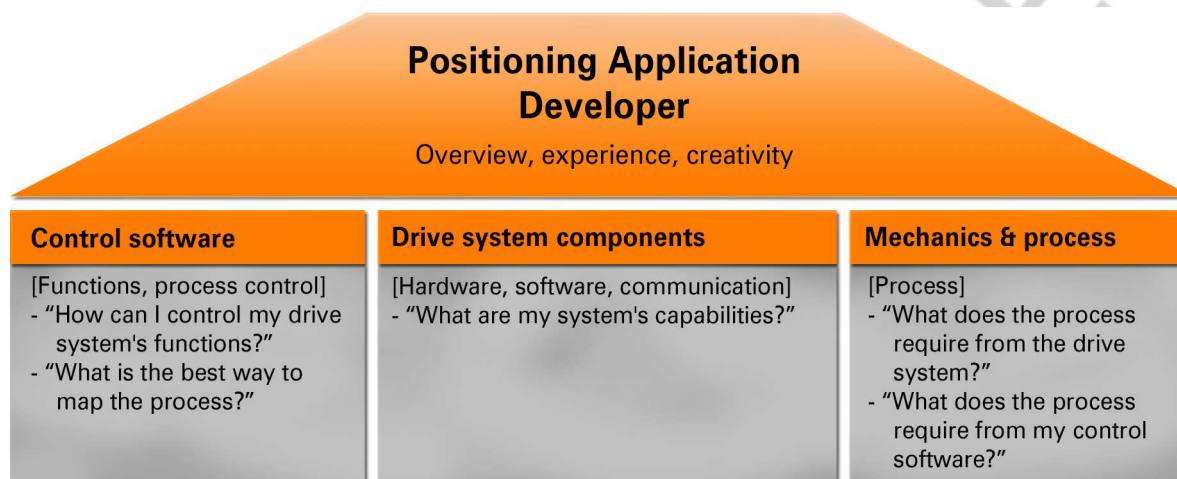 Positioning Application
Developer
Overview, experience, creativity
Control software
[Functions, process control]
- “How can I control my drive
system's functions?”
- “What is the best way to
map the process?”
Drive system components
[Hardware, software, communication]
- “What are my system's capabilities?”
Mechanics & process
[Process]
- “What does the process
require from the drive
system?”
- “What does the process
require from my control
software?”